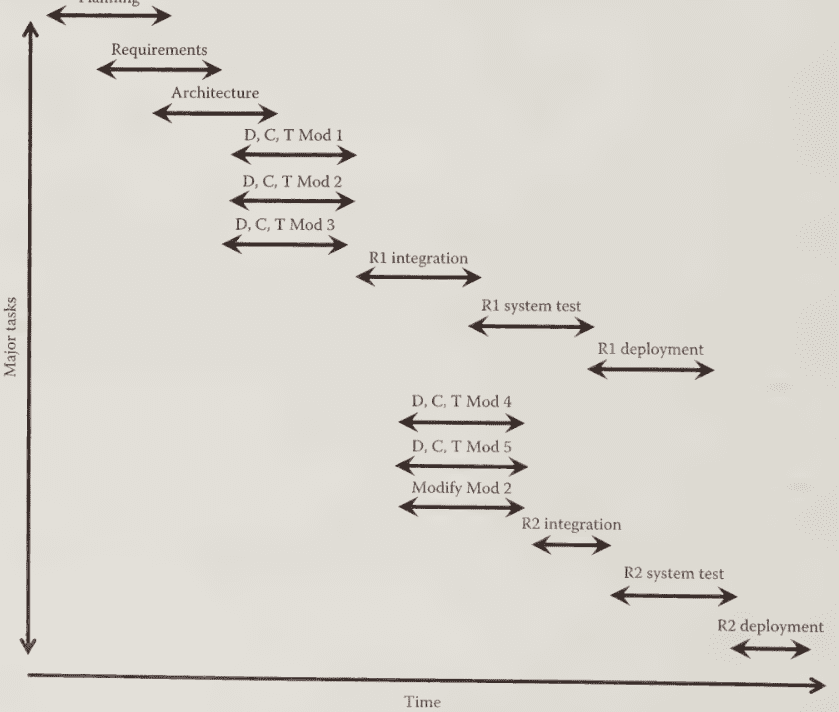 Planning
Requirements
Architecture
D, C, T Mod 1
D, C, T Mod 2
D, C, T Mod 3
R1 integration
R1 system test
R1 deployment
Major tasks
D, C, T Mod 4
D, C, T Mod 5
Modify Mod 2
R2 integration
R2 system test
R2 deployment
Time